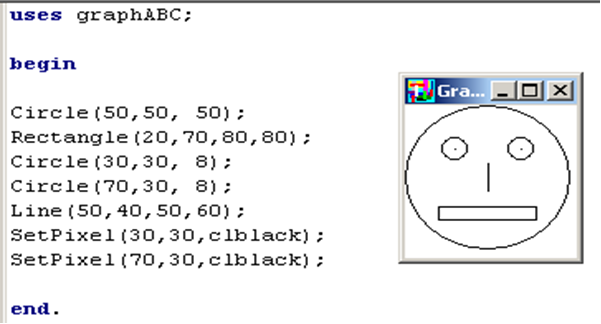 uses graphABC;
begin
Circle(50,50, 50);
Rectangle(20,70,80,80);
Circle(30,30, 8);
Circle(70,30, 8);
Line(50,40,50,60);
SetPixel(30,30,clblack);
SetPixel(70,30,clblack);
end.
Gra...